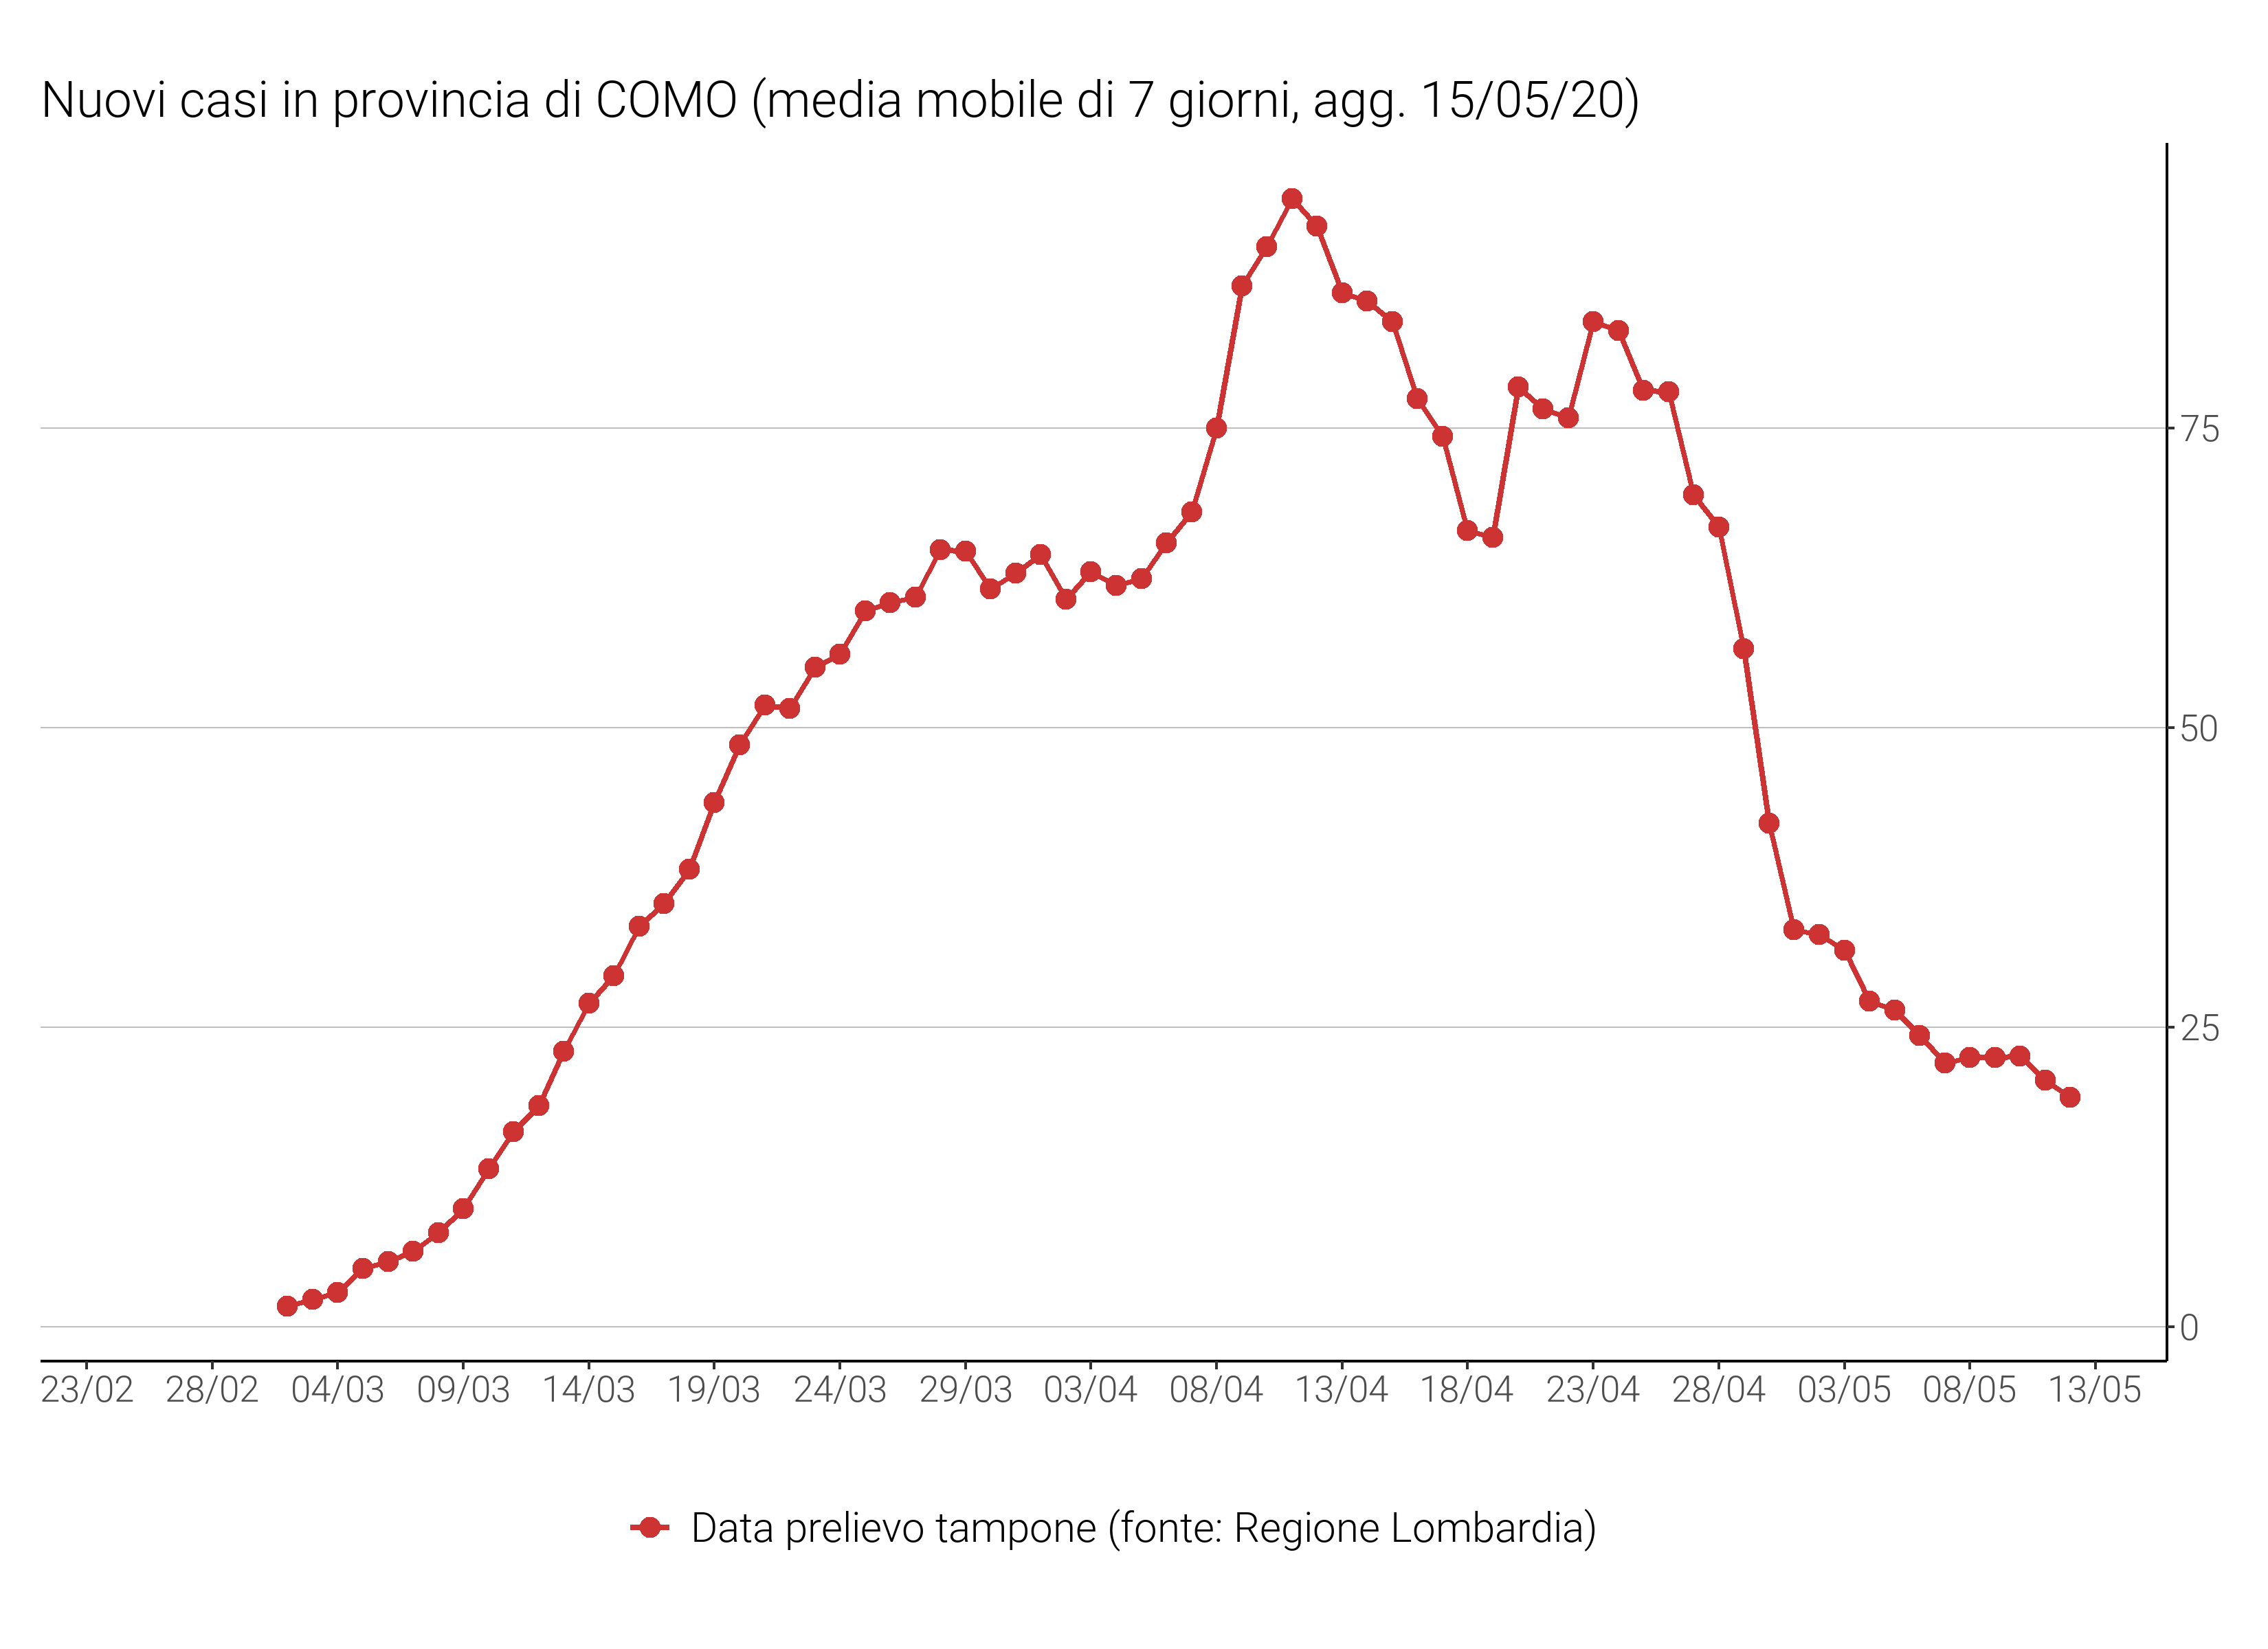 Nuovi casi in provincia di COMO (media mobile di 7 giorni, agg. 15/05/20)
75
50
25
0
23/02 28/02 04/03 09/03 14/03 19/03 24/03 29/03 03/04 08/04 13/04 18/04 23/04 28/04 03/05 08/05 13/05
Data prelievo tampone (fonte: Regione Lombardia)